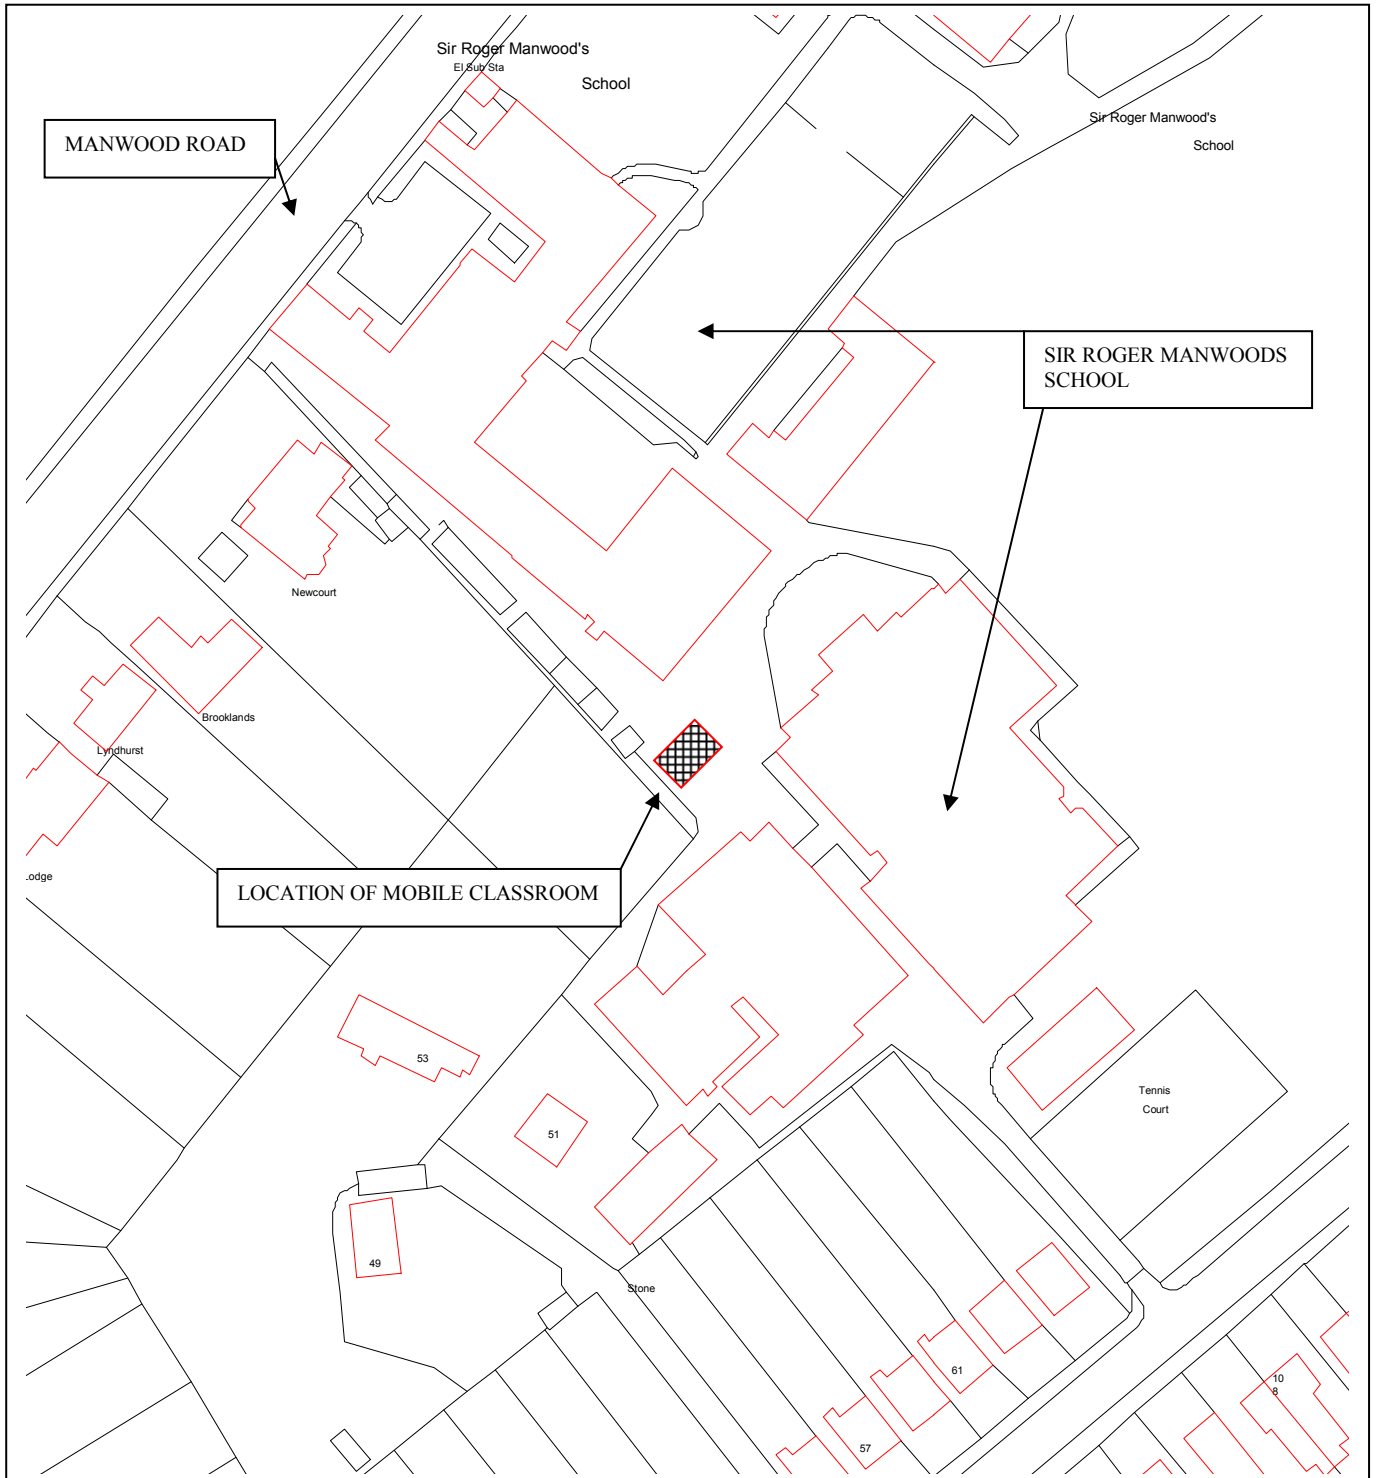 Sir Roger Manwood's
El Sub Sta
School
Sir Roger Manwood's
School
MANWOOD ROAD
SIR ROGER MANWOODS
SCHOOL
Newcourt
Brooklands
Lyndhurst
.odge
LOCATION OF MOBILE CLASSROOM
53
51
Tennis
Court
49
Stone
61
10
8
57